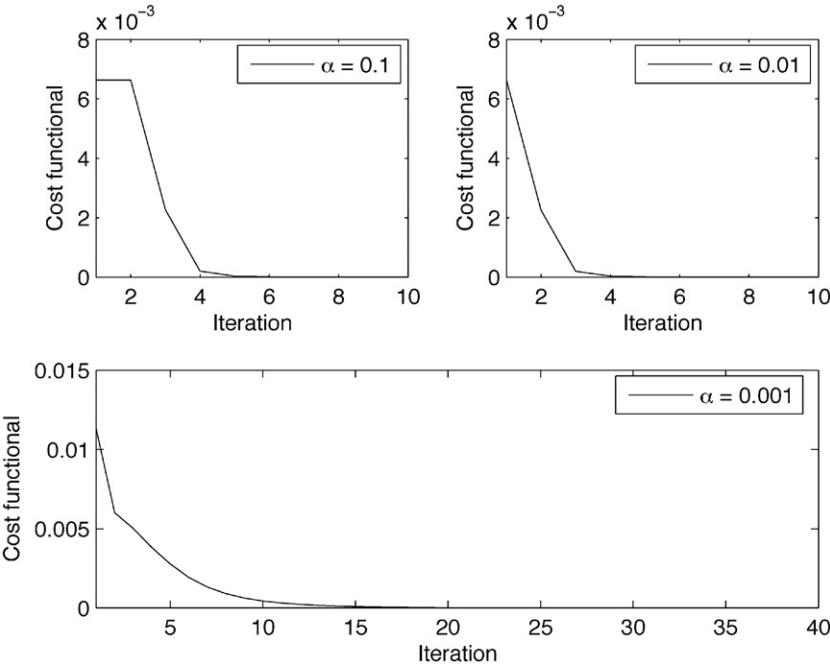 x 10⁻³
8
6
4
2
0
Cost functional
α = 0.1
2 4 6 8 10
Iteration
x 10⁻³
8
6
4
2
0
Cost functional
α = 0.01
2 4 6 8 10
Iteration
0.015
0.01
0.005
0
Cost functional
α = 0.001
5 10 15 20 25 30 35 40
Iteration